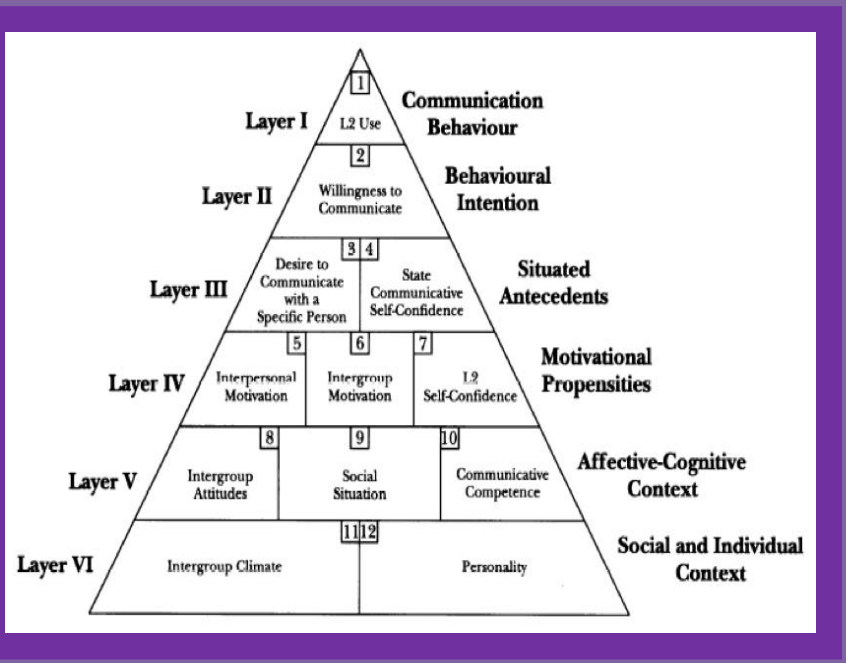 1
Layer I
L2 Use
Communication
Behaviour
2
Layer II
Willingness to
Communicate
Behavioural
Intention
3 4
Layer III
Desire to
Communicate
with a
Specific Person
State
Communicative
Self-Confidence
Situated
Antecedents
5
6
7
Layer IV
Interpersonal
Motivation
Intergroup
Motivation
L2
Self-Confidence
Motivational
Propensities
8
9
10
Layer V
Intergroup
Attitudes
Social
Situation
Communicative
Competence
Affective-Cognitive
Context
11 12
Layer VI
Intergroup Climate
Personality
Social and Individual
Context